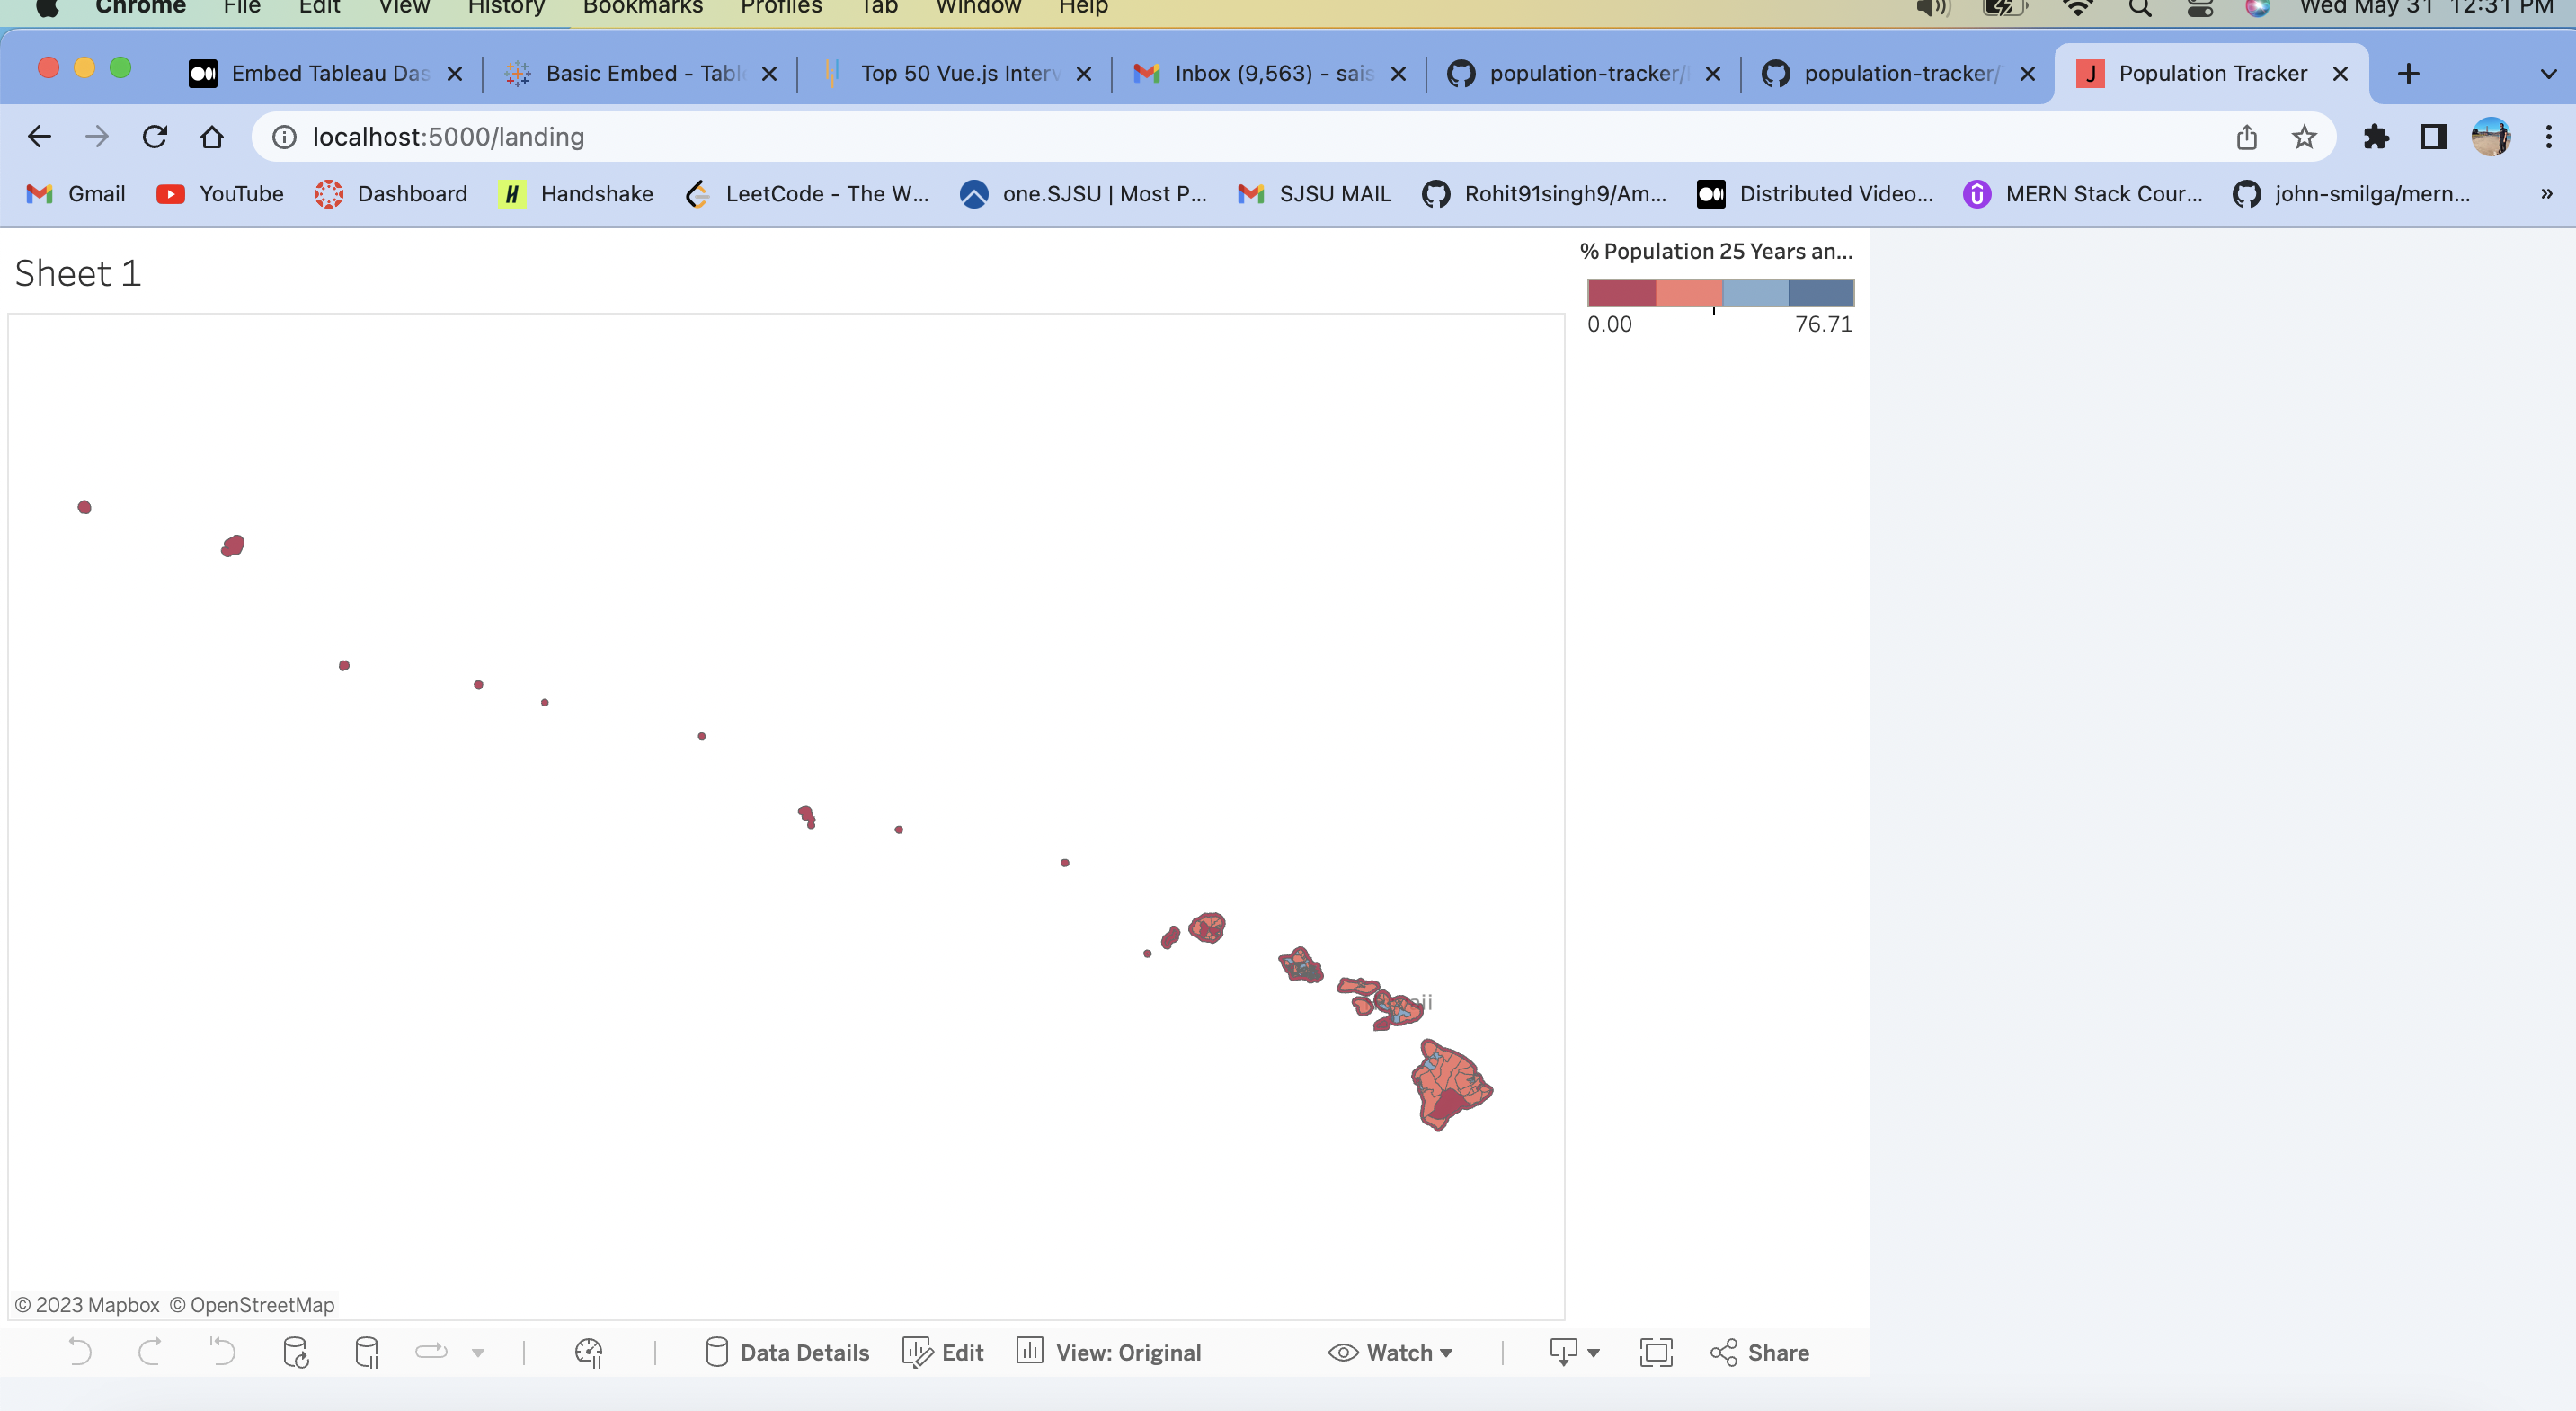 Chrome File Edit View History Bookmarks Profiles Tab Window Help Wed May 31 12:31 PM
Embed Tableau Das Basic Embed - Table Top 50 Vue.js Interv Inbox (9,563) - sais population-tracker/ population-tracker/ J Population Tracker
localhost:5000/landing
Gmail YouTube Dashboard H Handshake LeetCode - The W... one.SJSU | Most P... SJSU MAIL Rohit91singh9/Am... Distributed Video... MERN Stack Cour... john-smilga/mern... »
Sheet 1
% Population 25 Years an...
0.00 76.71
© 2023 Mapbox © OpenStreetMap
Data Details Edit View: Original Watch Share